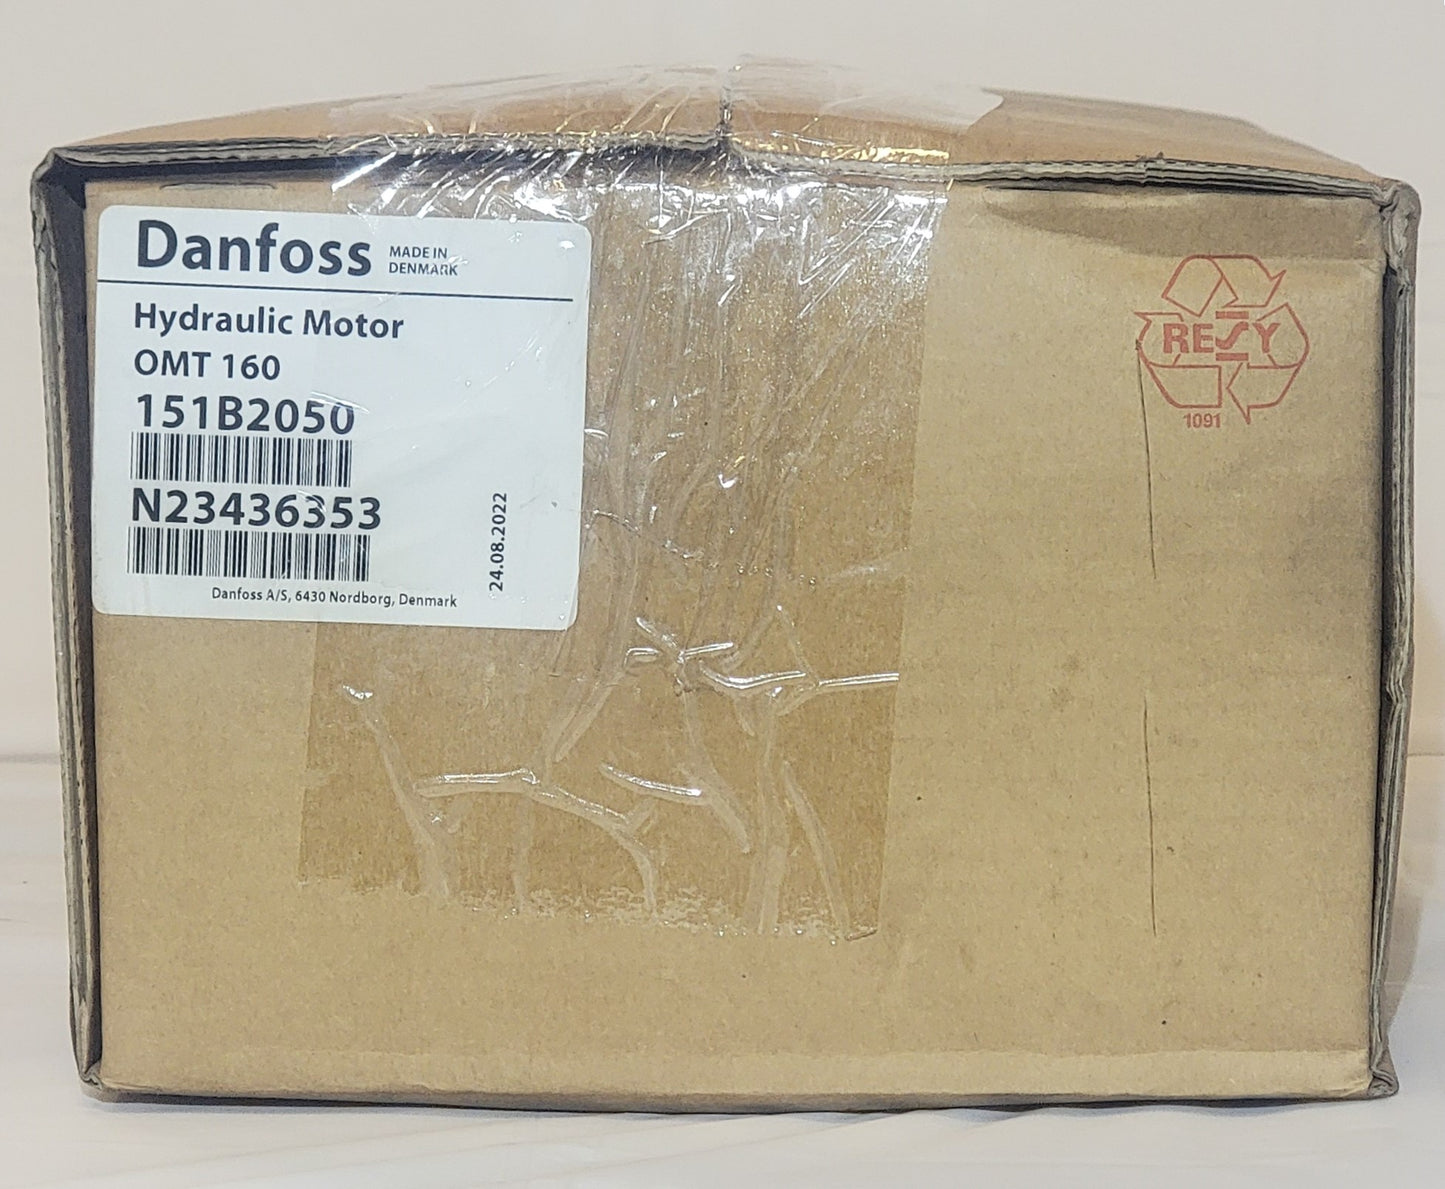 Danfoss
MADE IN
DENMARK
Hydraulic Motor
OMT 160
151B2050
N23436353
24.08.2022
Danfoss A/S, 6430 Nordborg, Denmark
RESY
1091